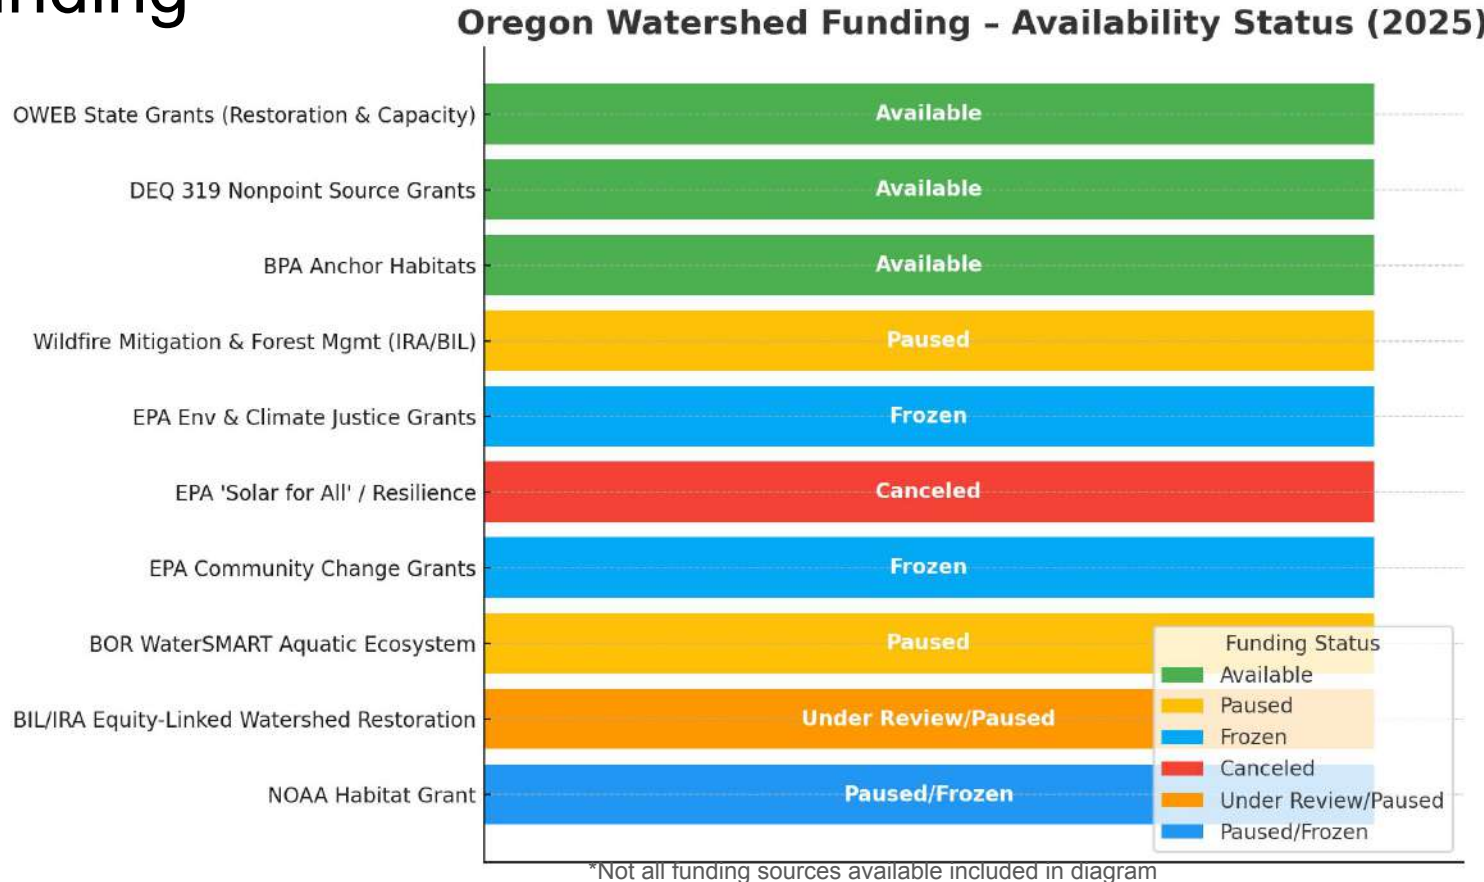 Oregon Watershed Funding – Availability Status (2025)
OWEB State Grants (Restoration & Capacity)
Available
DEQ 319 Nonpoint Source Grants
Available
BPA Anchor Habitats
Available
Wildfire Mitigation & Forest Mgmt (IRA/BIL)
Paused
EPA Env & Climate Justice Grants
Frozen
EPA 'Solar for All' / Resilience
Canceled
EPA Community Change Grants
Frozen
BOR WaterSMART Aquatic Ecosystem
Paused
BIL/IRA Equity-Linked Watershed Restoration
Under Review/Paused
NOAA Habitat Grant
Paused/Frozen
Funding Status
Available
Paused
Frozen
Canceled
Under Review/Paused
Paused/Frozen
*Not all funding sources available included in diagram